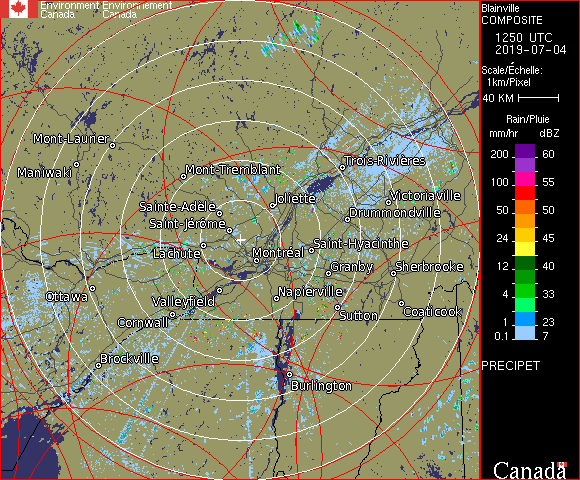 Environment Environnement
Canada Canada
Blainville
COMPOSITE
1250 UTC
2019-07-04
Scale/Échelle:
1km/Pixel
40 KM
Rain/Pluie
mm/hr dBZ
200 60
100 55
50 50
24 45
12 40
4 33
1 23
0.1 7
PRECIPET
Canada
Mont-Laurier
Maniwaki
Mont-Tremblant
Trois-Rivières
Joliette
Victoriaville
Sainte-Adèle
Drummondville
Saint-Jérôme
Lachute
Montréal
Saint-Hyacinthe
Granby
Sherbrooke
Ottawa
Valleyfield
Napierville
Cornwall
Sutton
Coaticook
Brockville
Burlington